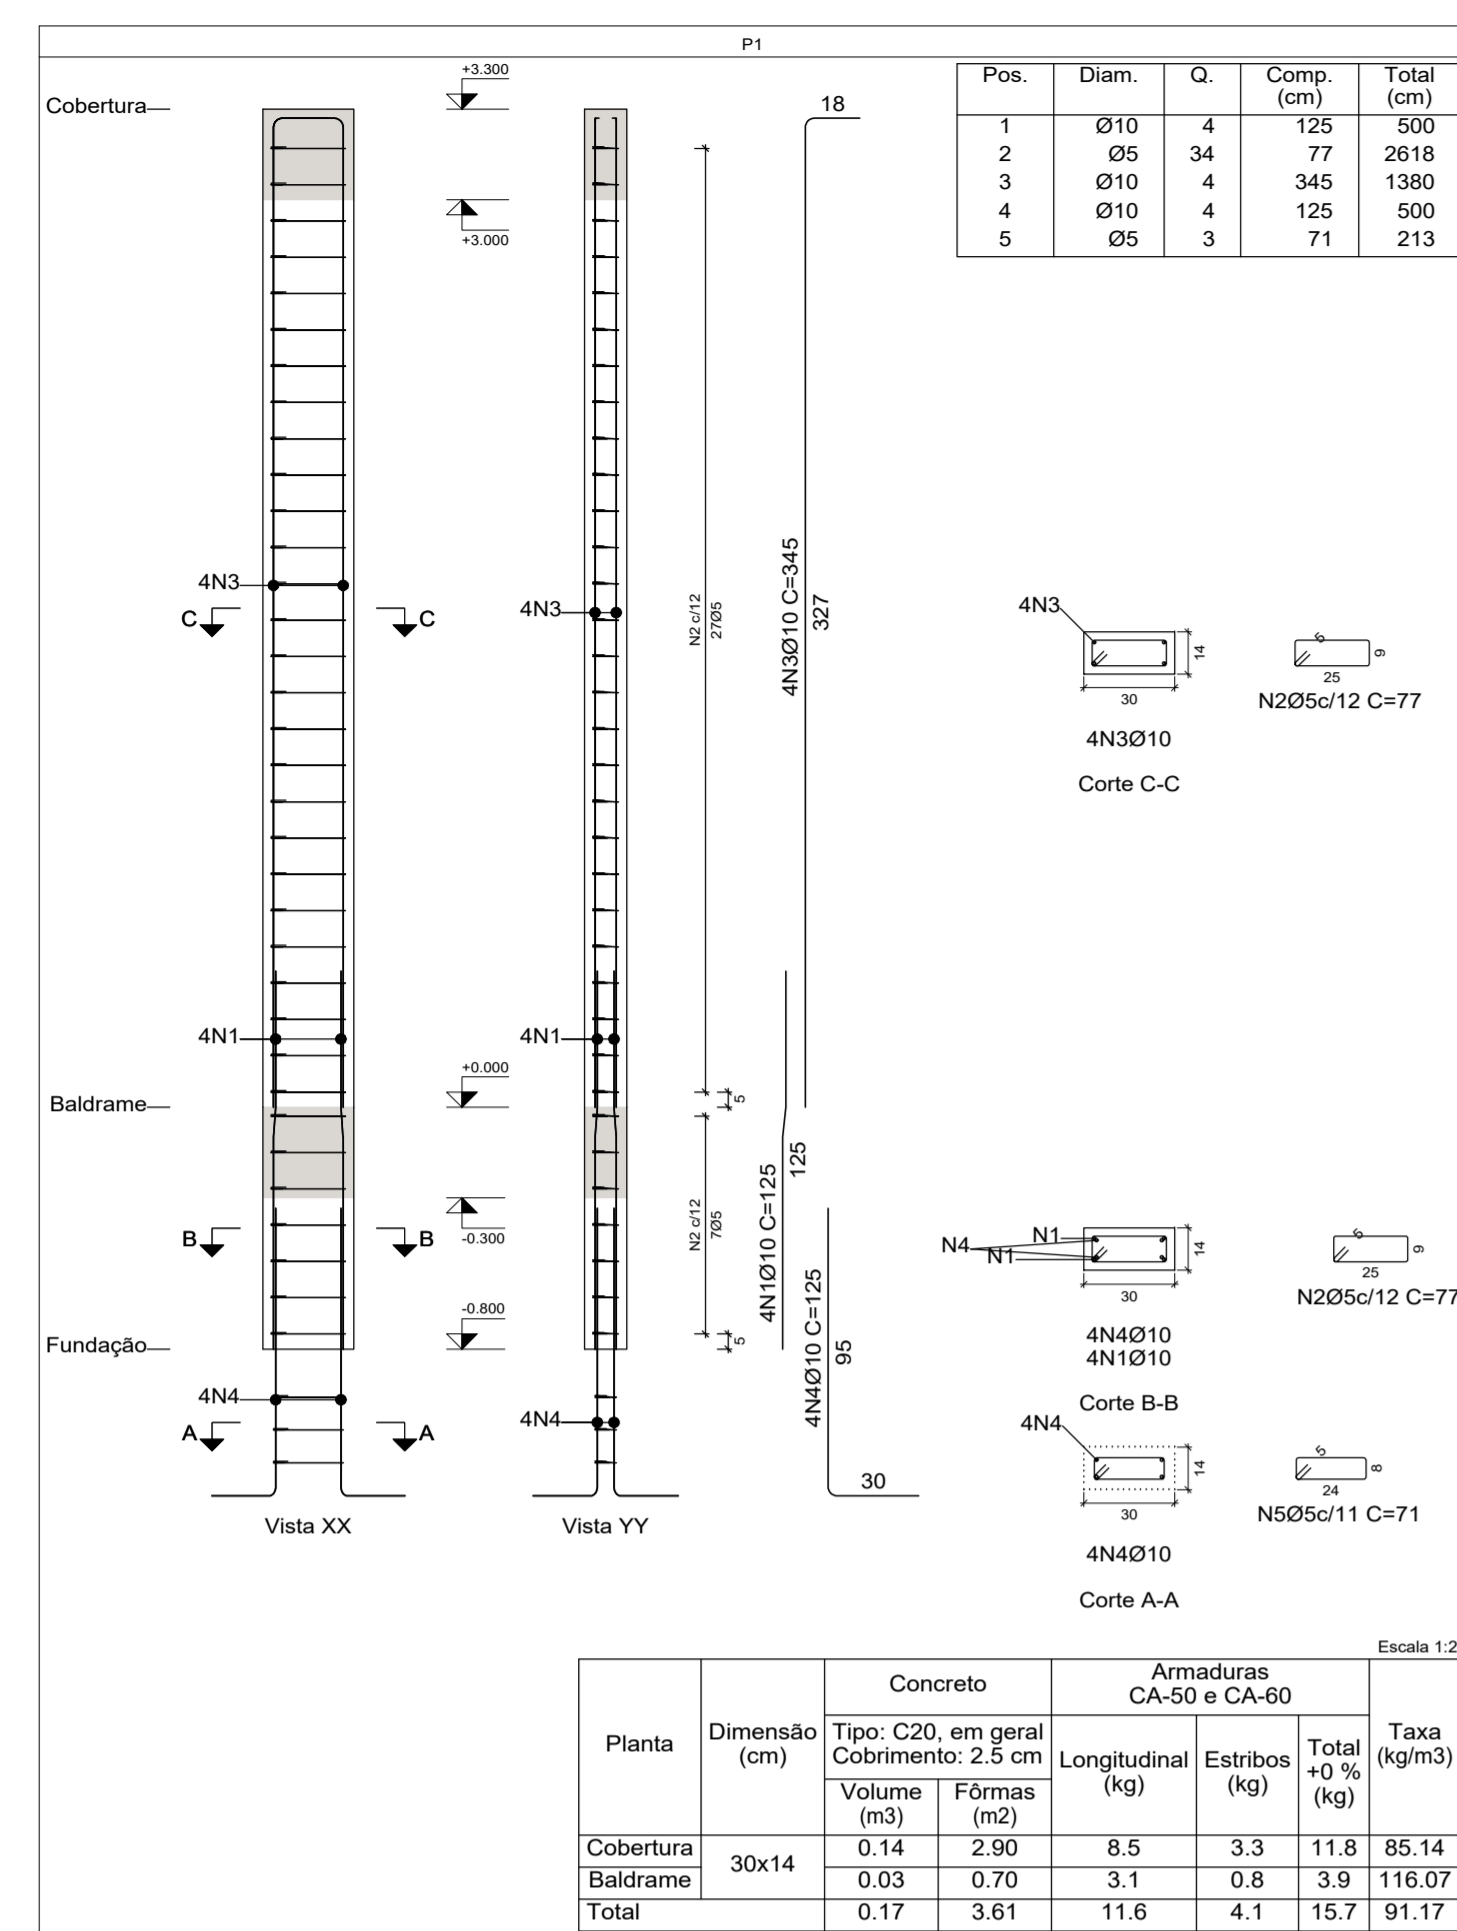 P1
Pos. Diam. Q. Comp. (cm) Total (cm)
1 Ø10 4 125 500
2 Ø5 34 77 2618
3 Ø10 4 345 1380
4 Ø10 4 125 500
5 Ø5 3 71 213
Cobertura
+3.300
+3.000
18
4N3
C
C
4N3
N2 c/12
27Ø5
4N3Ø10 C=345
327
4N3
14
30
4N3Ø10
Corte C-C
5
9
25
N2Ø5c/12 C=77
4N1
4N1
+0.000
Baldrame
5
N2 c/12
7Ø5
4N1Ø10 C=125
125
B
B
-0.300
-0.800
Fundação
5
4N4Ø10 C=125
95
30
N4
N1
N1
14
30
4N4Ø10
4N1Ø10
Corte B-B
5
9
25
N2Ø5c/12 C=77
4N4
4N4
A
A
Vista XX
Vista YY
4N4
14
30
4N4Ø10
Corte A-A
5
8
24
N5Ø5c/11 C=71
Escala 1:2
Planta
Dimensão
(cm)
Concreto
Tipo: C20, em geral
Cobrimento: 2.5 cm
Volume
(m3)
Fôrmas
(m2)
Armaduras
CA-50 e CA-60
Longitudinal
(kg)
Estribos
(kg)
Total
+0 %
(kg)
Taxa
(kg/m3)
Cobertura 30x14 0.14 2.90 8.5 3.3 11.8 85.14
Baldrame 0.03 0.70 3.1 0.8 3.9 116.07
Total 0.17 3.61 11.6 4.1 15.7 91.17